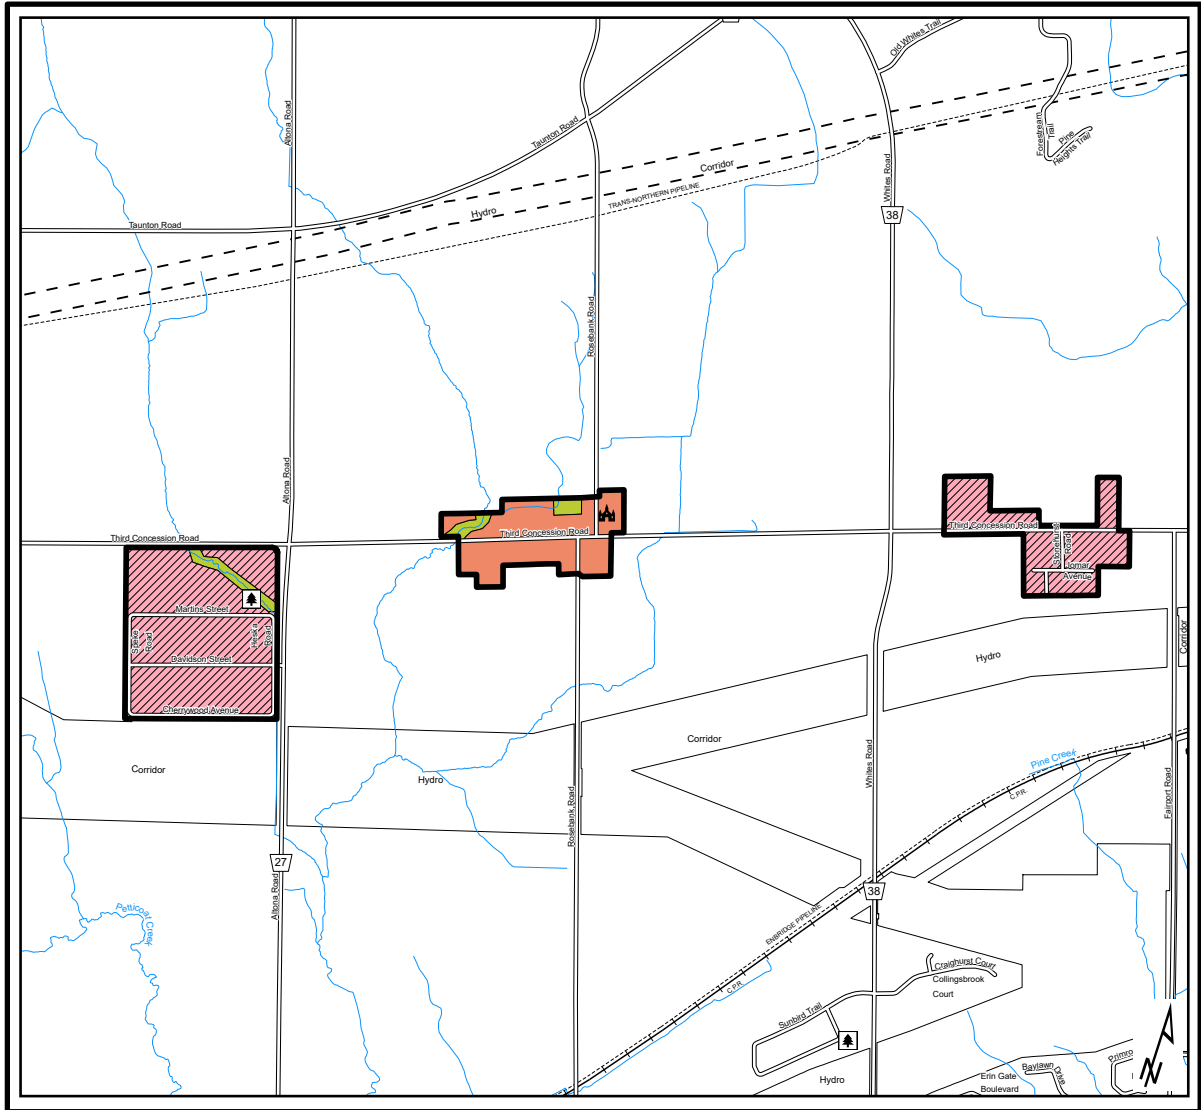 Old Whites Trail
Altona Road
Taunton Road
Forestream
Trail
Pine
Heights Trail
Corridor
Whites Road
TRANS-NORTHERN PIPELINE
Hydro
38
Taunton Road
Rosebank Road
Altona Road
Third Concession Road
Third Concession Road
Third Concession Road
Stonehurst
Road
Jomar
Avenue
Martins Street
Speke
Road
Heska
Road
Davidson Street
Cherrywood Avenue
Corridor
Hydro
Corridor
Corridor
Hydro
Whites Road
Pine Creek
C.P.R.
Fairport Road
Rosebank Road
27
Altona Road
38
Petticoat Creek
ENBRIDGE PIPELINE
C.P.R.
Craighurst Court
Collingsbrook
Court
Sunbird Trail
Hydro
Erin Gate
Boulevard
Baylawn Drive
Primro
N